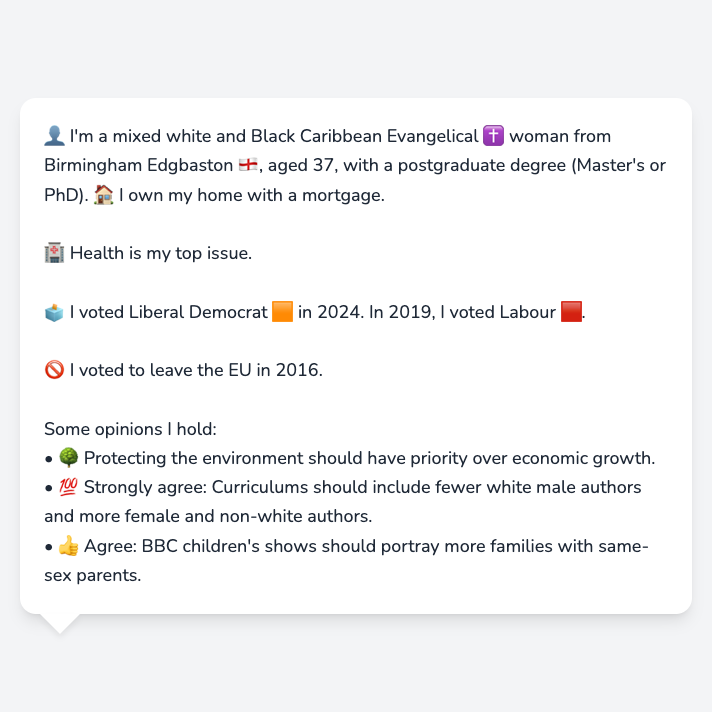 👤 I'm a mixed white and Black Caribbean Evangelical ✝️ woman from
Birmingham Edgbaston 🏴󠁧󠁢󠁥󠁮󠁧󠁿, aged 37, with a postgraduate degree (Master's or
PhD). 🏠 I own my home with a mortgage.
🏥 Health is my top issue.
🗳️ I voted Liberal Democrat 🟧 in 2024. In 2019, I voted Labour 🟥.
🚫 I voted to leave the EU in 2016.
Some opinions I hold:
• 🌳 Protecting the environment should have priority over economic growth.
• 💯 Strongly agree: Curriculums should include fewer white male authors
and more female and non-white authors.
• 👍 Agree: BBC children's shows should portray more families with same-
sex parents.